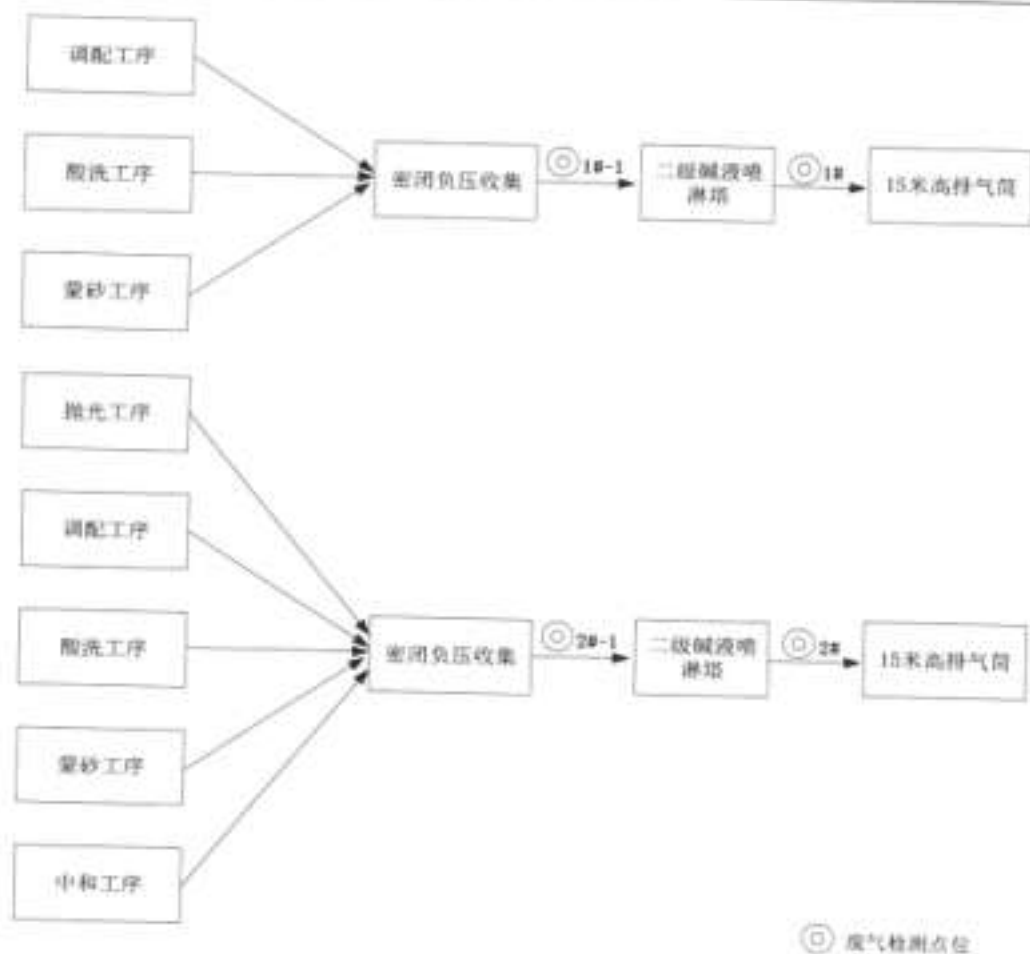 调配工序
酸洗工序
蒙砂工序
密闭负压收集
1#-1
二级碱液喷
淋塔
1#
15米高排气筒
抛光工序
调配工序
酸洗工序
蒙砂工序
中和工序
密闭负压收集
2#-1
二级碱液喷
淋塔
2#
15米高排气筒
废气检测点位